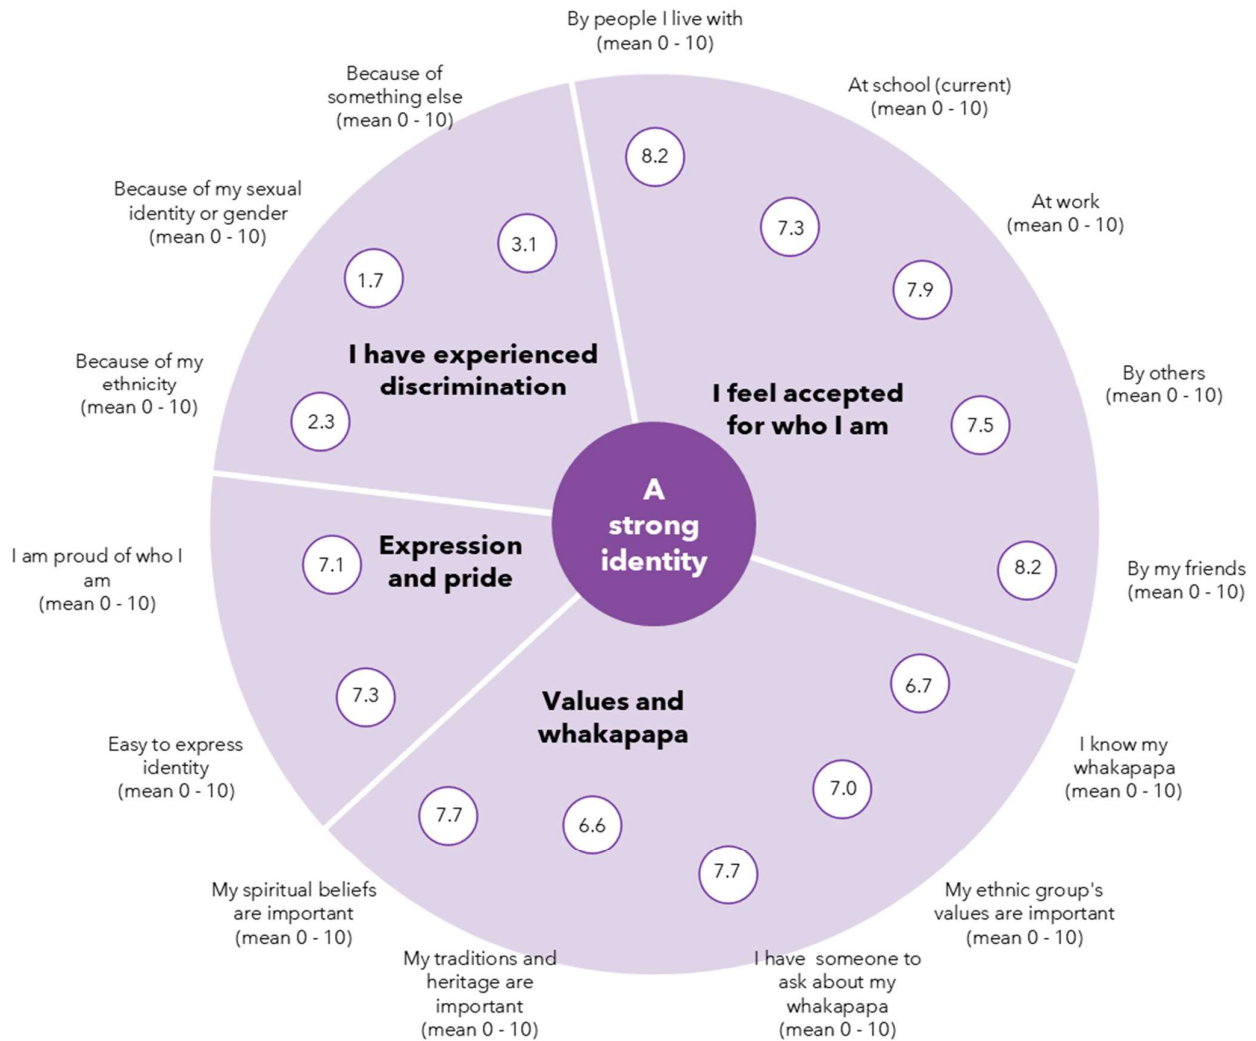 By people I live with
(mean 0 - 10)
At school (current)
(mean 0 - 10)
At work
(mean 0 - 10)
By others
(mean 0 - 10)
By my friends
(mean 0 - 10)
8.2
7.3
7.9
7.5
8.2
I feel accepted
for who I am
Because of
something else
(mean 0 - 10)
Because of my sexual
identity or gender
(mean 0 - 10)
Because of my
ethnicity
(mean 0 - 10)
3.1
1.7
2.3
I have experienced
discrimination
A
strong
identity
I am proud of who I
am
(mean 0 - 10)
Easy to express
identity
(mean 0 - 10)
7.1
7.3
Expression
and pride
Values and
whakapapa
6.7
7.0
7.7
6.6
7.7
I know my
whakapapa
(mean 0 - 10)
My ethnic group's
values are important
(mean 0 - 10)
I have  someone to
ask about my
whakapapa
(mean 0 - 10)
My traditions and
heritage are
important
(mean 0 - 10)
My spiritual beliefs
are important
(mean 0 - 10)